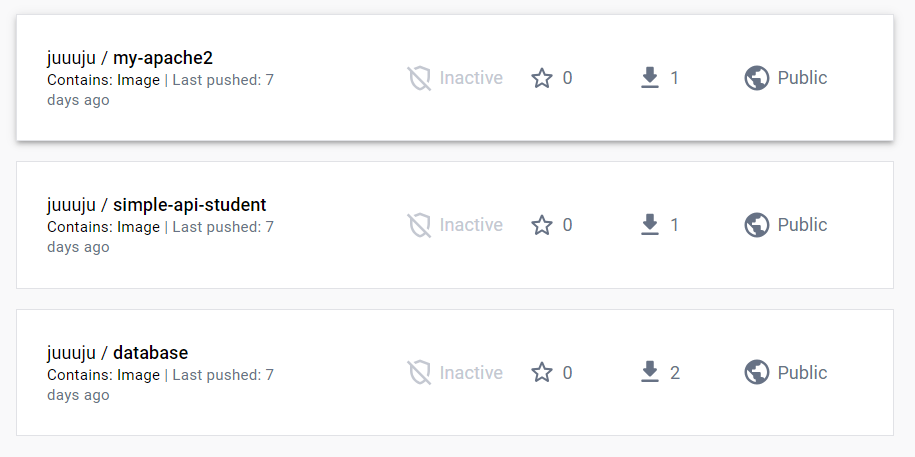 juuuju / my-apache2
Contains: Image | Last pushed: 7
days ago
Inactive
0
1
Public
juuuju / simple-api-student
Contains: Image | Last pushed: 7
days ago
Inactive
0
1
Public
juuuju / database
Contains: Image | Last pushed: 7
days ago
Inactive
0
2
Public